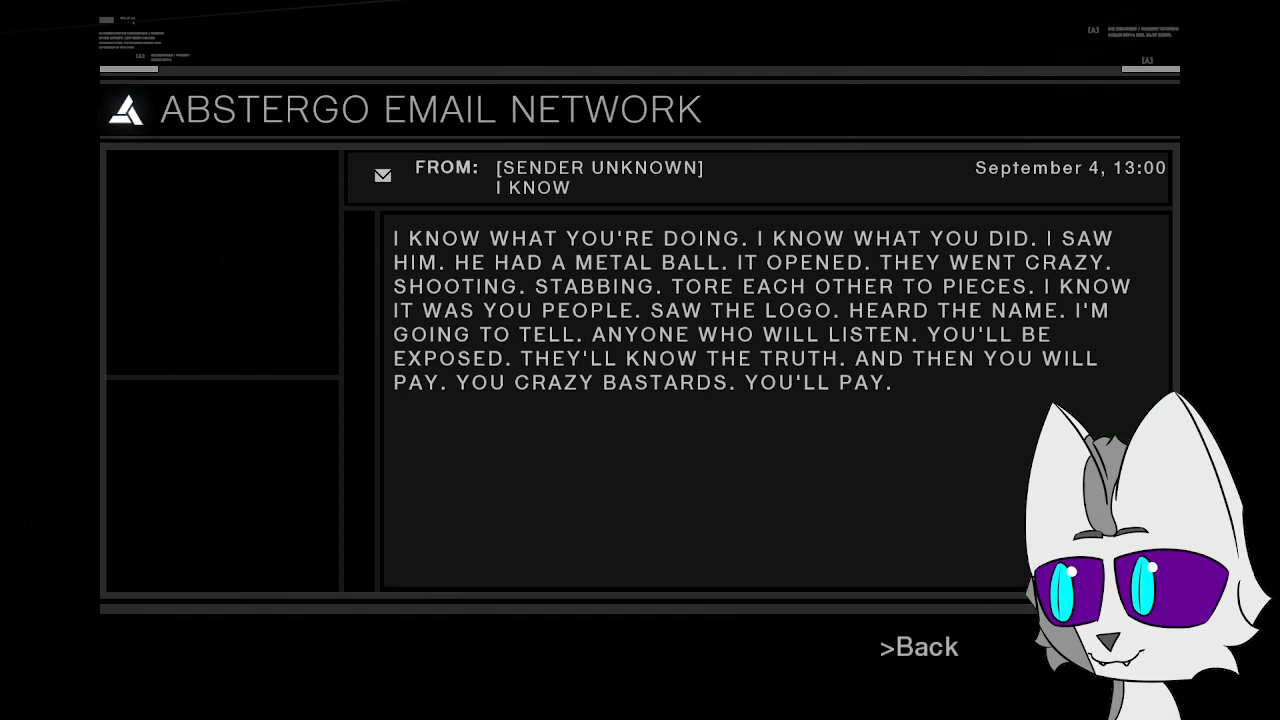 ABSTERGO EMAIL NETWORK
FROM: [SENDER UNKNOWN] September 4, 13:00
I KNOW
I KNOW WHAT YOU'RE DOING. I KNOW WHAT YOU DID. I SAW
HIM. HE HAD A METAL BALL. IT OPENED. THEY WENT CRAZY.
SHOOTING. STABBING. TORE EACH OTHER TO PIECES. I KNOW
IT WAS YOU PEOPLE. SAW THE LOGO. HEARD THE NAME. I'M
GOING TO TELL. ANYONE WHO WILL LISTEN. YOU'LL BE
EXPOSED. THEY'LL KNOW THE TRUTH. AND THEN YOU WILL
PAY. YOU CRAZY BASTARDS. YOU'LL PAY.
>Back